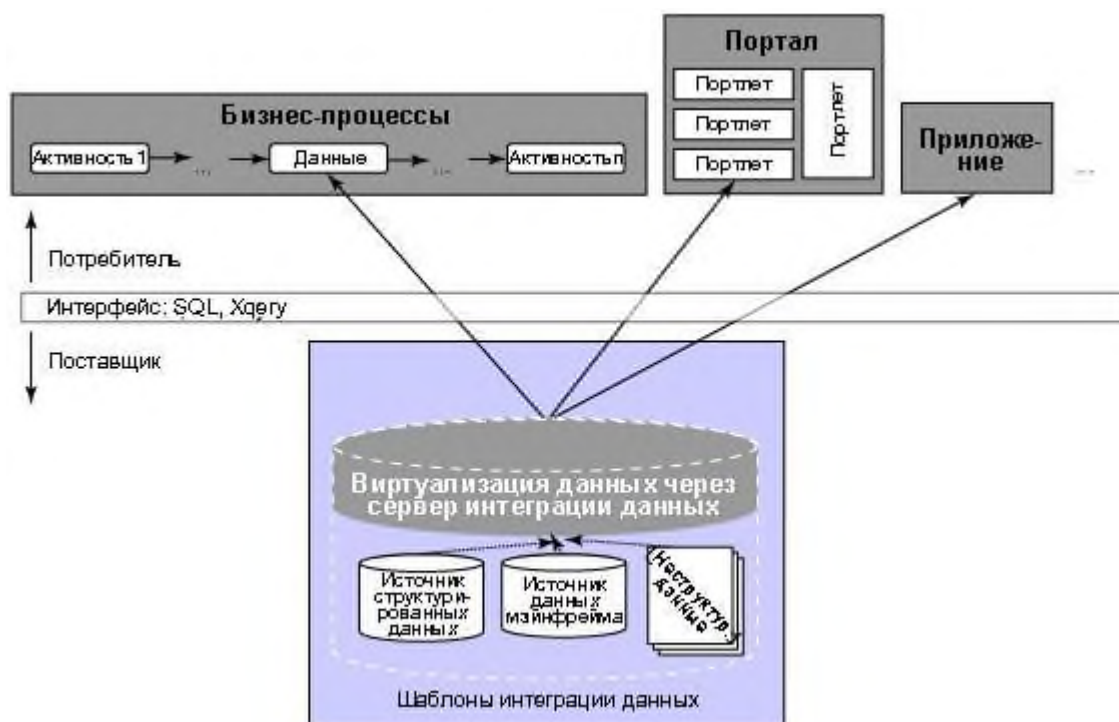 Портал
Портлет
Портлет
Портлет
Портлет
Бизнес-процессы
Активность 1
...
Данные
...
Активность n
Приложе-
ние
...
Потребитель
Интерфейс: SQL, Xqery
Поставщик
Виртуализация данных через
сервер интеграции данных
Источник
структури-
рованных
данных
Источник
данных
мэйнфрейма
(Неструктур.)
данные
Шаблоны интеграции данных